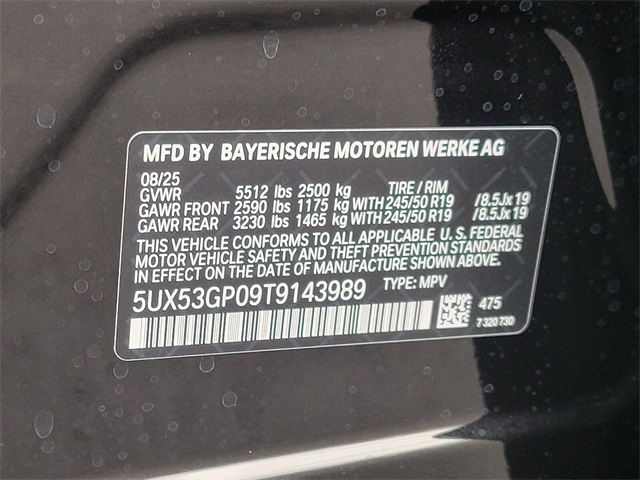 MFD BY BAYERISCHE MOTOREN WERKE AG
08/25
GVWR 5512 lbs 2500 kg TIRE / RIM
GAWR FRONT 2590 lbs 1175 kg WITH 245/50 R19 /8.5Jx19
GAWR REAR 3230 lbs 1465 kg WITH 245/50 R19 /8.5Jx19
THIS VEHICLE CONFORMS TO ALL APPLICABLE U. S. FEDERAL
MOTOR VEHICLE SAFETY AND THEFT PREVENTION STANDARDS
IN EFFECT ON THE DATE OF MANUFACTURE SHOWN ABOVE.
5UX53GP09T9143989 TYPE: MPV
475
7 320 730